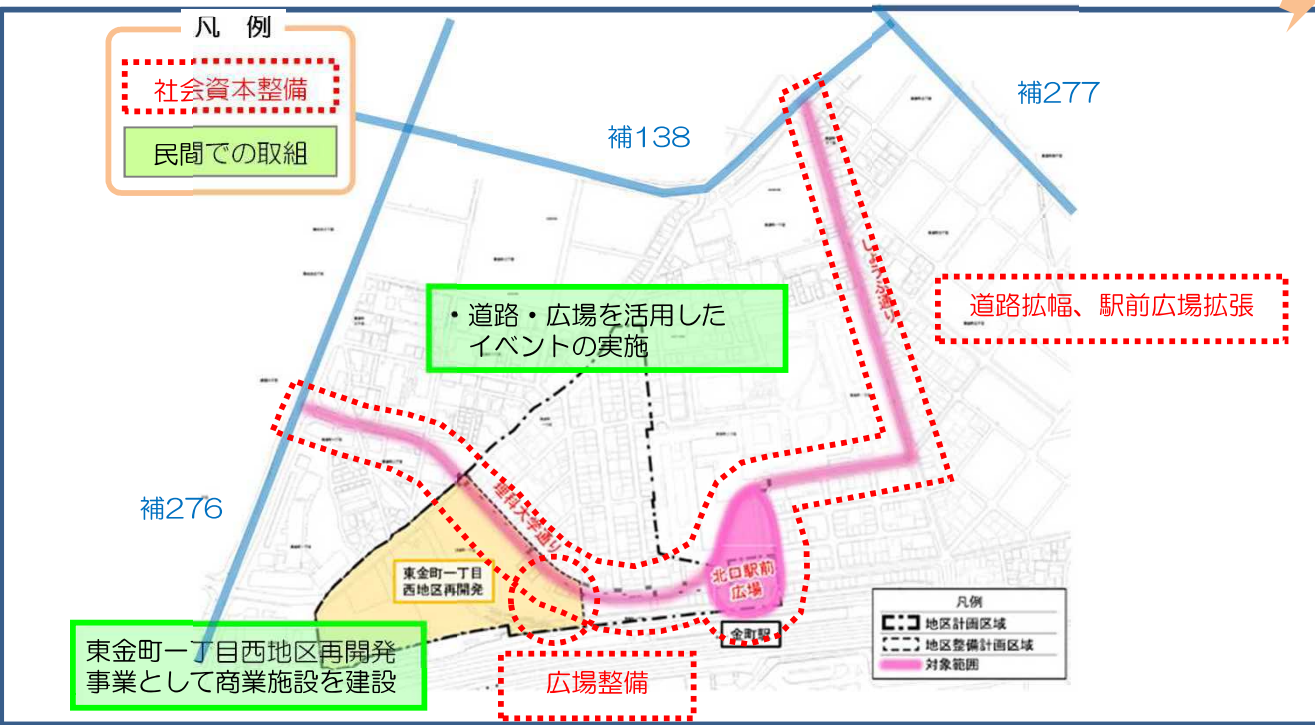 凡 例
社会資本整備
民間での取組
補277
補138
しょうぶ通り
道路拡幅、駅前広場拡張
・道路・広場を活用した
イベントの実施
補276
理科大学通り
東金町一丁目
西地区再開発
北口駅前
広場
金町駅
凡例
地区計画区域
地区整備計画区域
対象範囲
東金町一丁目西地区再開発
事業として商業施設を建設
広場整備